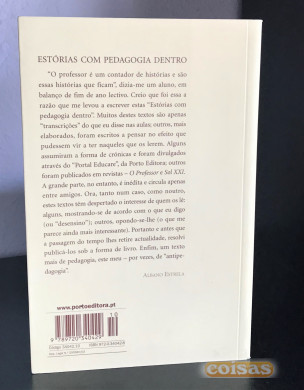 ESTÓRIAS COM PEDAGOGIA DENTRO
"O professor é um contador de histórias e são
essas histórias que ficam", dizia-me um aluno, em
balanço de fim de ano lectivo. Creio que foi essa a
razão que me levou a escrever estas "Estórias com
pedagogia dentro". Muitos destes textos são apenas
"transcrições" do que eu disse nas aulas; outros, mais
elaborados, foram escritos a pensar no efeito que
pudessem vir a ter naqueles que os lerem. Alguns
assumiram a forma de crónicas e foram divulgados
através do "Portal Educare", da Porto Editora; outros
foram publicados em revistas – O Professor e Sol XXI.
A grande parte, no entanto, é inédita e circula apenas
entre amigos. Ora, tanto num caso, como noutro,
estes textos têm despertado o interesse de quem os lê:
alguns, mostrando-se de acordo com o que eu digo
(ou "desensino"); outros, opondo-se-lhe (o que me
parece ainda mais interessante). Portanto e antes que
a passagem do tempo lhes retire actualidade, resolvi
publicá-los sob a forma de livro. Enfim, um texto
mais de pedagogia, este meu – por vezes, de "antipe-
dagogia".
ALBANO ESTRELA
www.portoeditora.pt
10
9 789720 340429
coisas